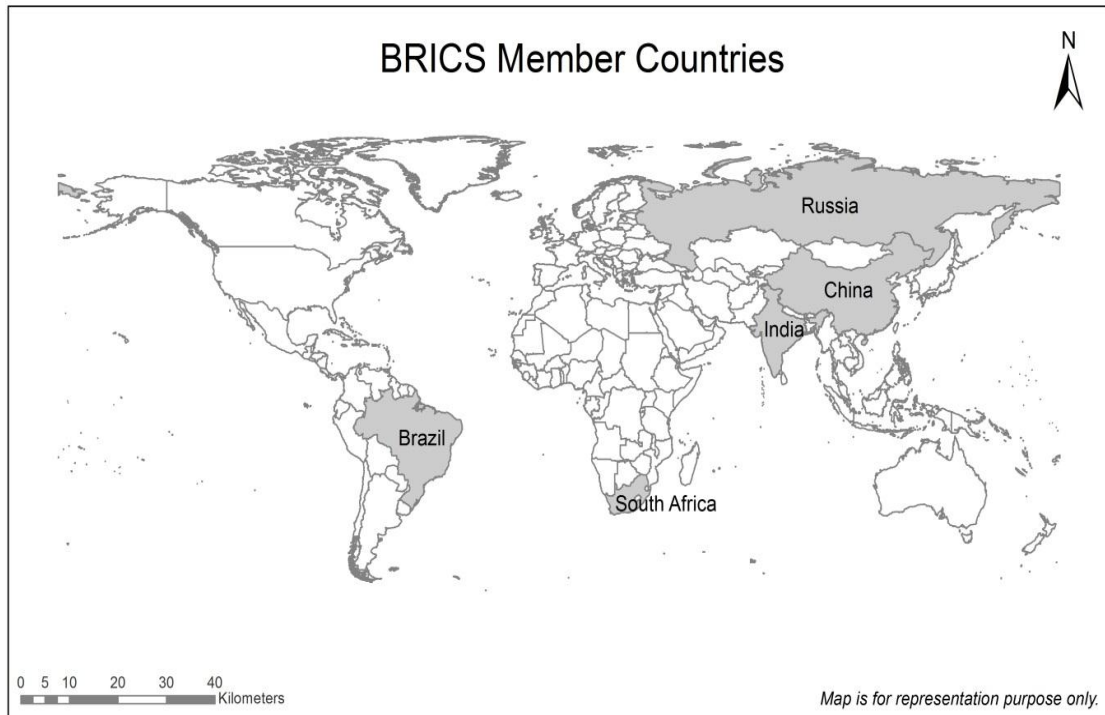 BRICS Member Countries
N
Russia
China
India
Brazil
South Africa
0 5 10 20 30 40
Kilometers
Map is for representation purpose only.